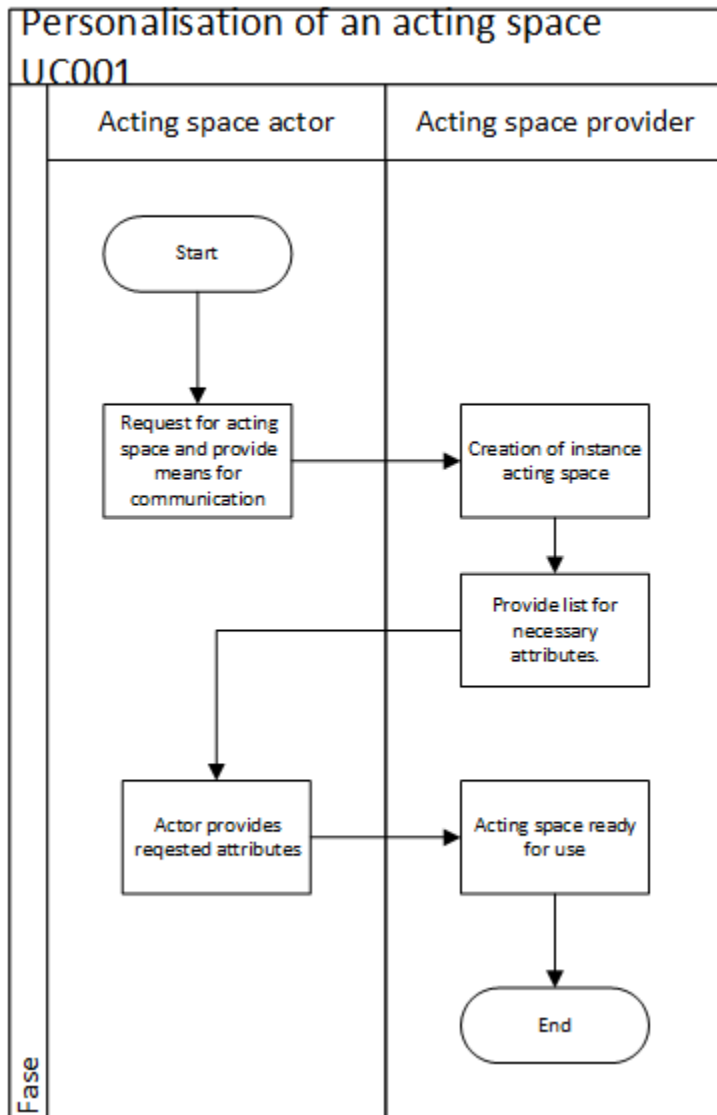 Personalisation of an acting space
UC001
Acting space actor
Acting space provider
Start
Request for acting
space and provide
means for
communication
Creation of instance
acting space
Provide list for
necessary
attributes.
Actor provides
reqested attributes
Acting space ready
for use
End
Fase